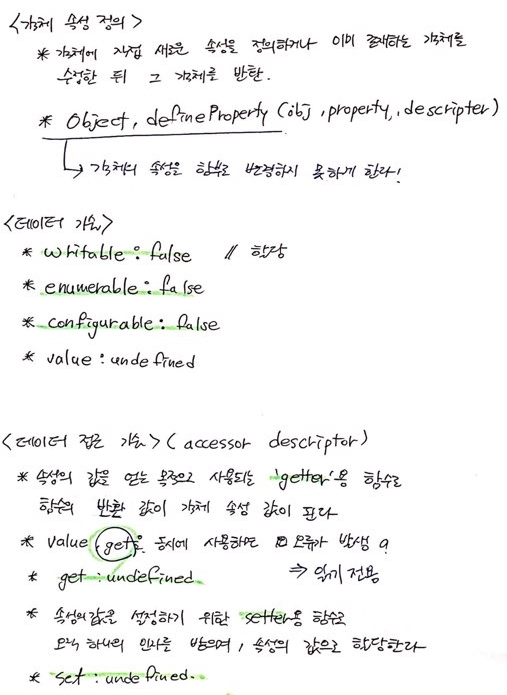 <객체 속성 정의>
* 객체에 직접 새로운 속성을 정의하거나 이미 존재하는 객체를
수정한 뒤 그 객체를 반환.
* Object, defineProperty (obj, property, descripter)
↳ 객체의 속성을 함부로 변경하지 못하게 한다!
<데이터 기술>
* writable : false // 할당
* enumerable : false
* configurable : false
* value : undefined
<데이터 접근 기술> (accessor descriptor)
* 속성의 값을 얻는 목적으로 사용되는 'getter'용 함수로
함수의 반환 값이 객체 속성 값이 된다
* value, get을 동시에 사용하면 오류가 발생
* get : undefined. ⇒ 읽기 전용
* 속성의 값을 설정하기 위한 setter용 함수로
오직 하나의 인자를 받으며, 속성의 값으로 할당한다
* set : undefined.